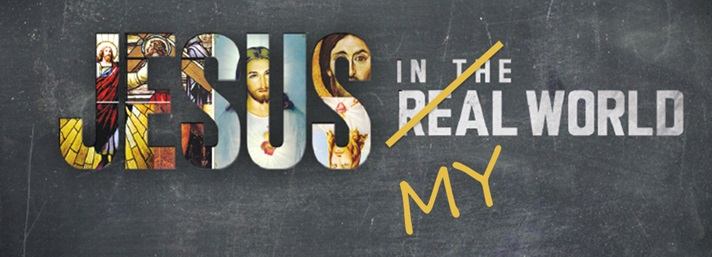 JESUS
IN THE
REAL WORLD
MY